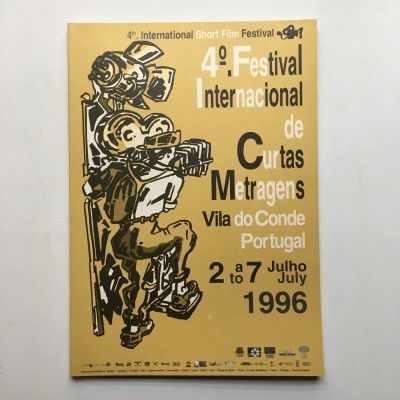 4th. International Short Film Festival
4º. Festival
Internacional
de
Curtas
Metragens
Vila do Conde
Portugal
2 a to 7 Julho July
1996